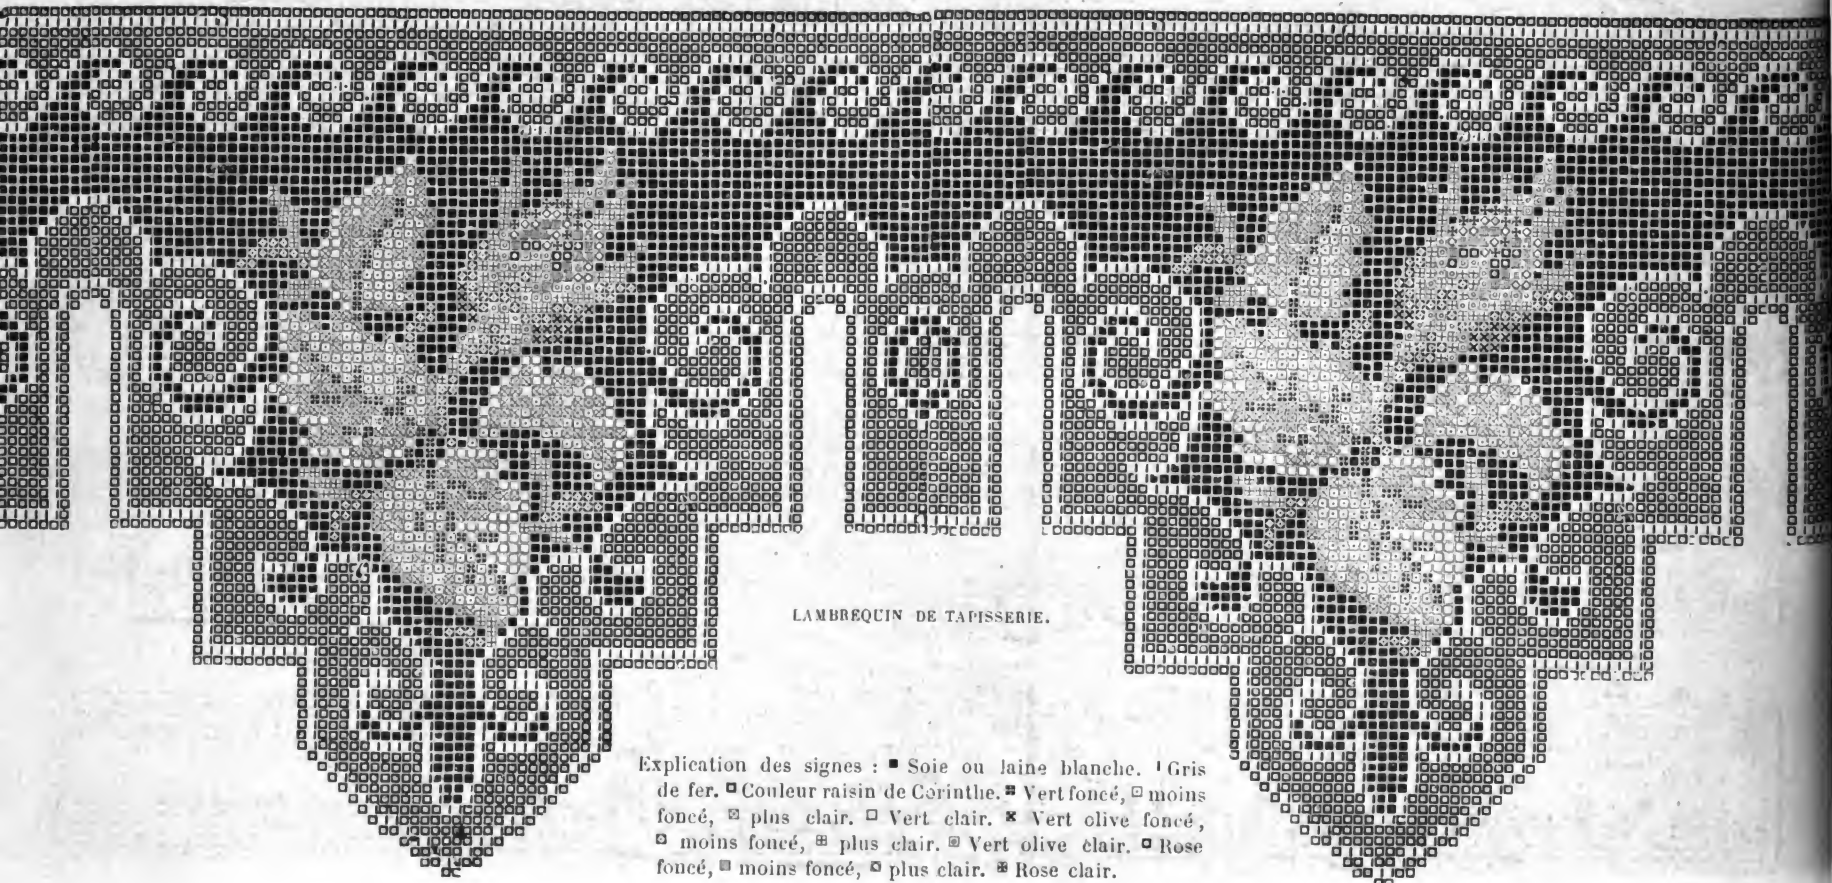 LAMBREQUIN DE TAPISSERIE.
Explication des signes : ■ Soie ou laine blanche. ╹Gris
de fer. ◘ Couleur raisin de Corinthe. ⌗ Vert foncé, ⊡ moins
foncé, ⊠ plus clair. □ Vert clair. ✖ Vert olive foncé,
◘ moins foncé, ⊞ plus clair. ▣ Vert olive clair. ◘ Rose
foncé, ▩ moins foncé, ◘ plus clair. ⊞ Rose clair.